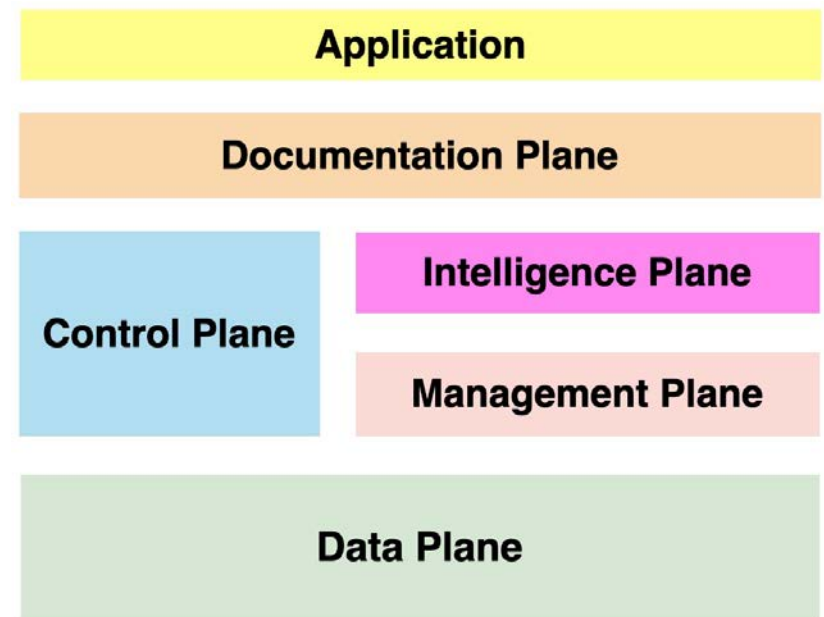 Application
Documentation Plane
Control Plane
Intelligence Plane
Management Plane
Data Plane